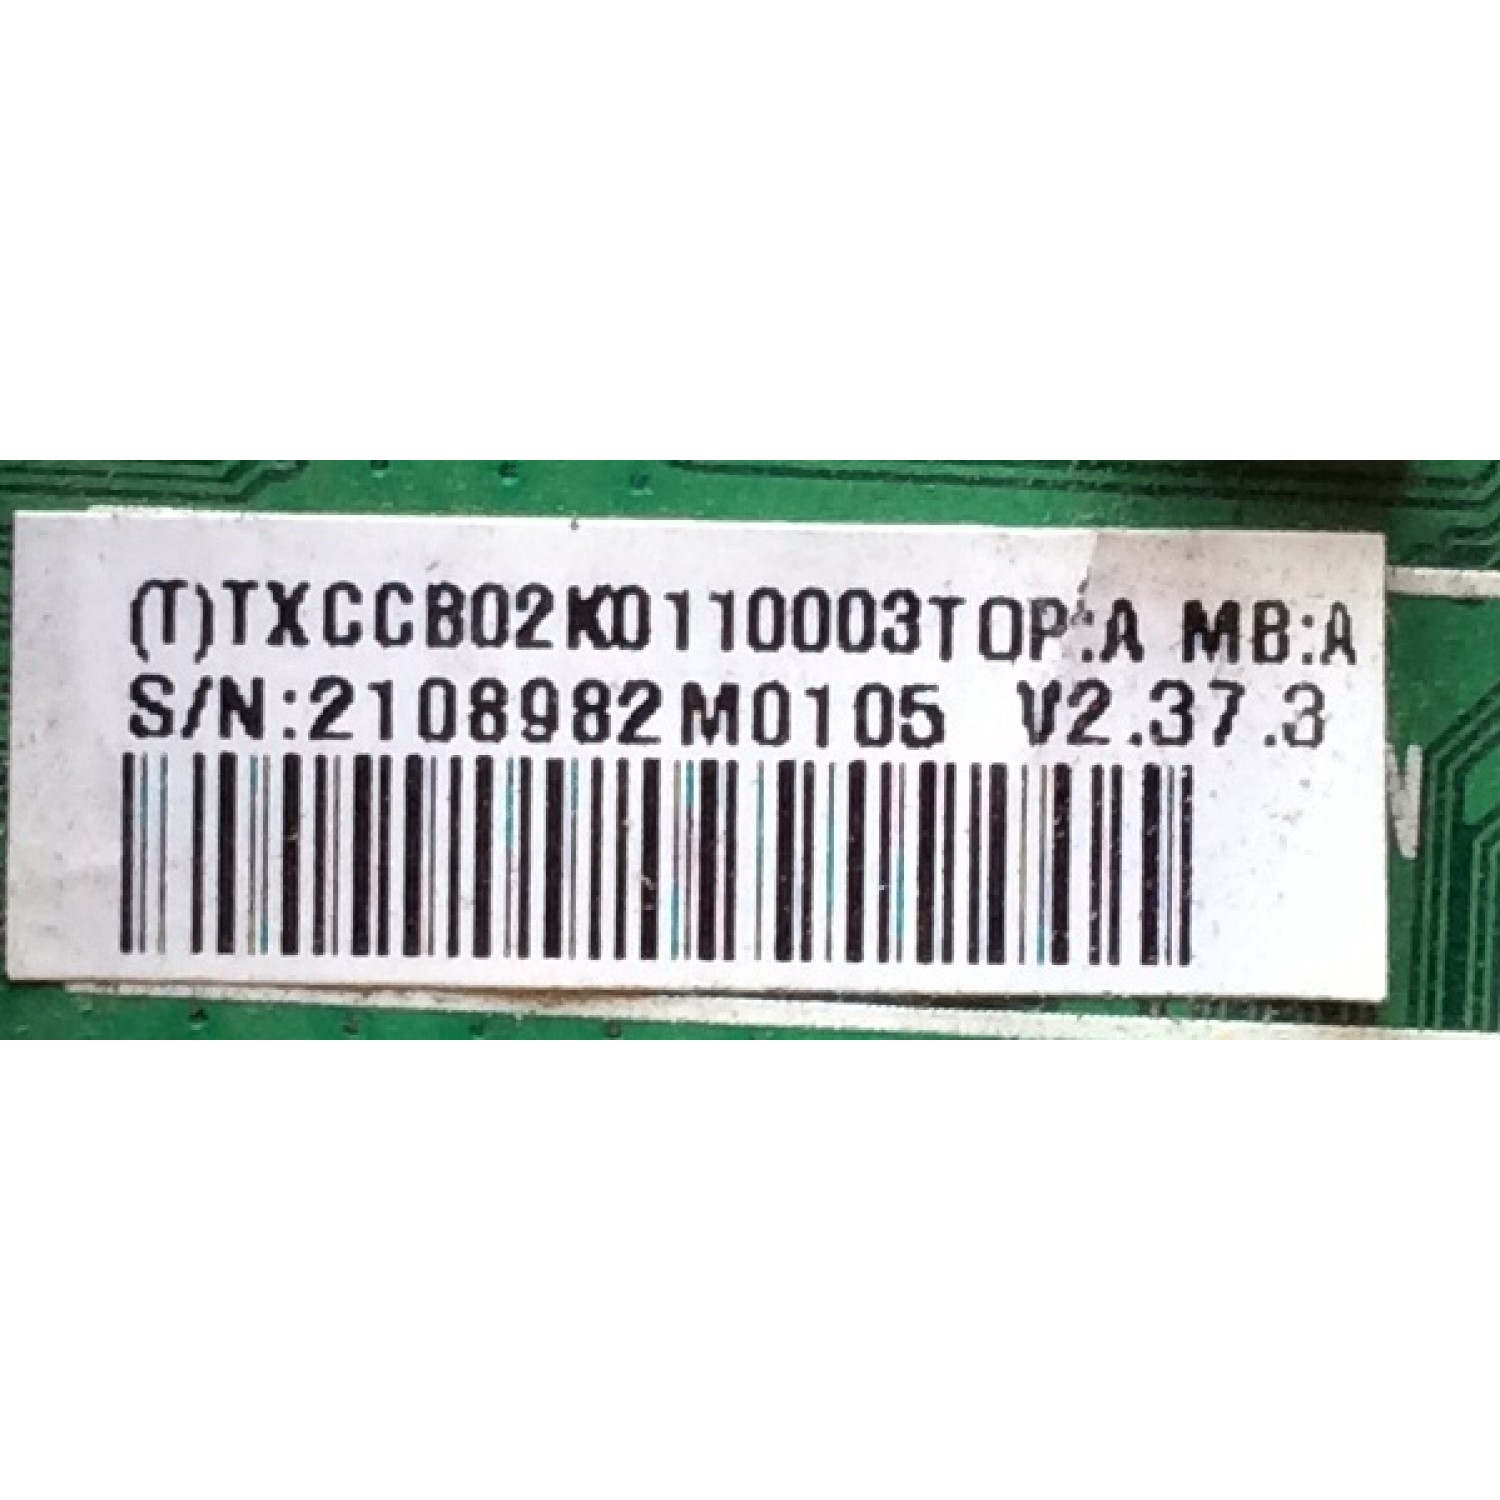 (T)TXCCB02K0110003TOP:A MB:A
S/N:2108982M0105 V2.37.3